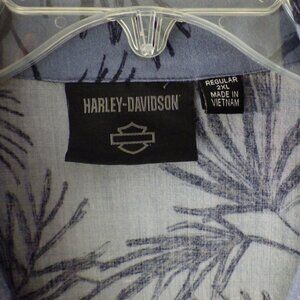 HARLEY-DAVIDSON
REGULAR
2XL
MADE IN
VIETNAM